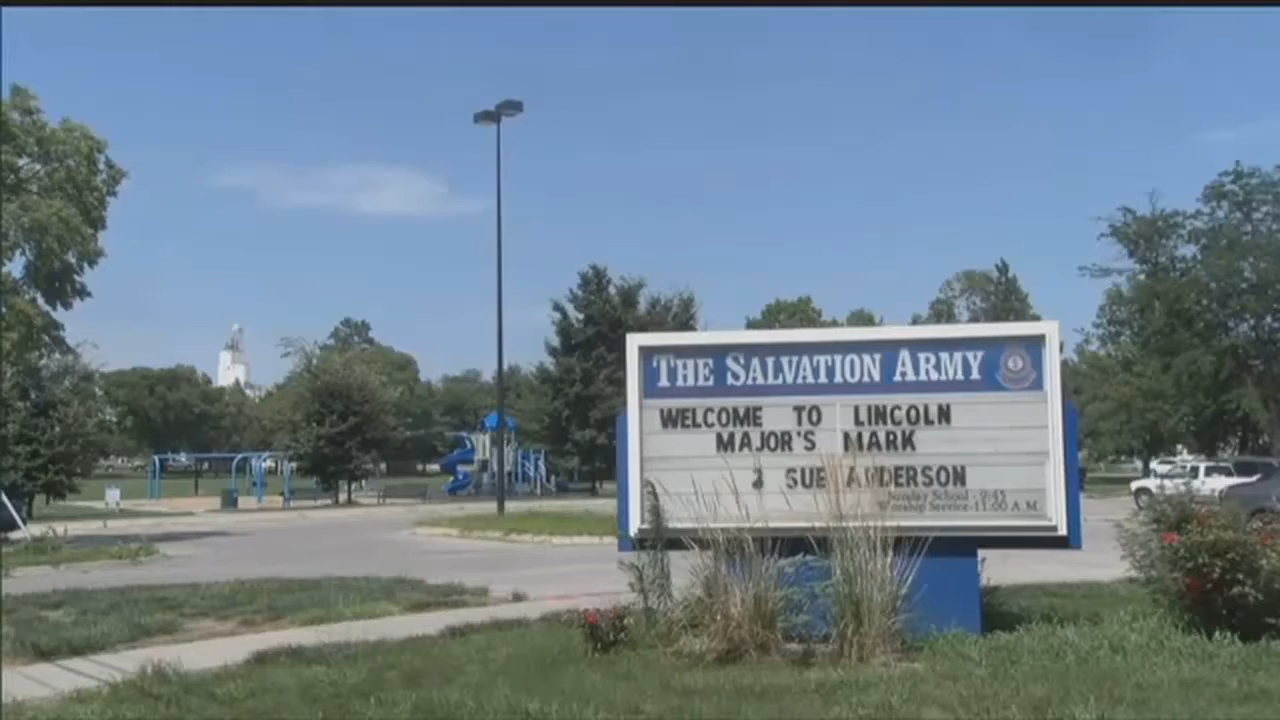 THE SALVATION ARMY
WELCOME TO LINCOLN
MAJOR'S MARK
SUE ANDERSON
Sunday School - 9:45
Worship Service-11:00 A.M.